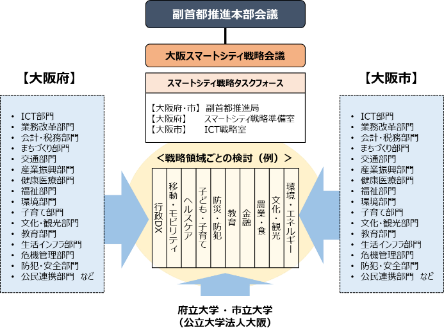 副首都推進本部会議
大阪スマートシティ戦略会議
スマートシティ戦略タスクフォース
【大阪府・市】 副首都推進局
【大阪府】 スマートシティ戦略準備室
【大阪市】 ICT戦略室
【大阪府】
・ ICT部門
・ 業務改革部門
・ 会計・税務部門
・ まちづくり部門
・ 交通部門
・ 産業振興部門
・ 健康医療部門
・ 福祉部門
・ 環境部門
・ 子育て部門
・ 文化・観光部門
・ 教育部門
・ 生活インフラ部門
・ 危機管理部門
・ 防犯・安全部門
・ 公民連携部門 など
＜戦略領域ごとの検討（例）＞
行政DX
移動・モビリティ
ヘルスケア
子ども・子育て
防災・防犯
教育
金融
農業・食
文化・観光
環境・エネルギー
【大阪市】
・ ICT部門
・ 業務改革部門
・ 会計・税務部門
・ まちづくり部門
・ 交通部門
・ 産業振興部門
・ 健康医療部門
・ 福祉部門
・ 環境部門
・ 子育て部門
・ 文化・観光部門
・ 教育部門
・ 生活インフラ部門
・ 危機管理部門
・ 防犯・安全部門
・ 公民連携部門 など
府立大学・市立大学
（公立大学法人大阪）